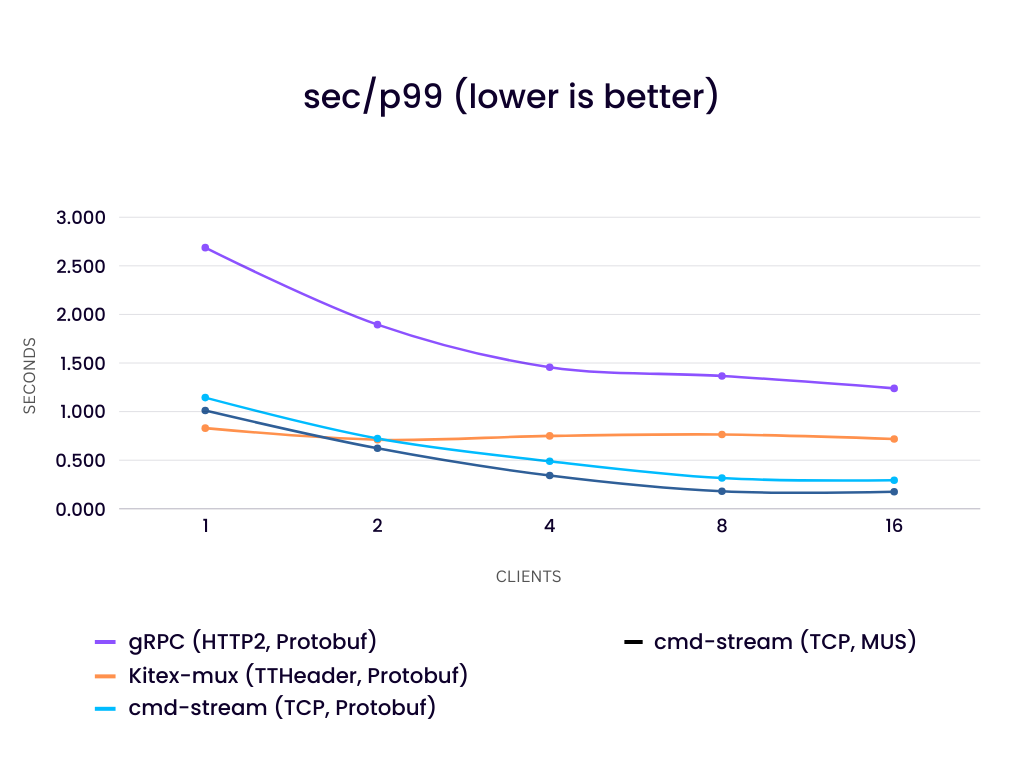 sec/p99 (lower is better)
3.000
2.500
2.000
1.500
1.000
0.500
0.000
SECONDS
1 2 4 8 16
CLIENTS
gRPC (HTTP2, Protobuf)
Kitex-mux (TTHeader, Protobuf)
cmd-stream (TCP, Protobuf)
cmd-stream (TCP, MUS)